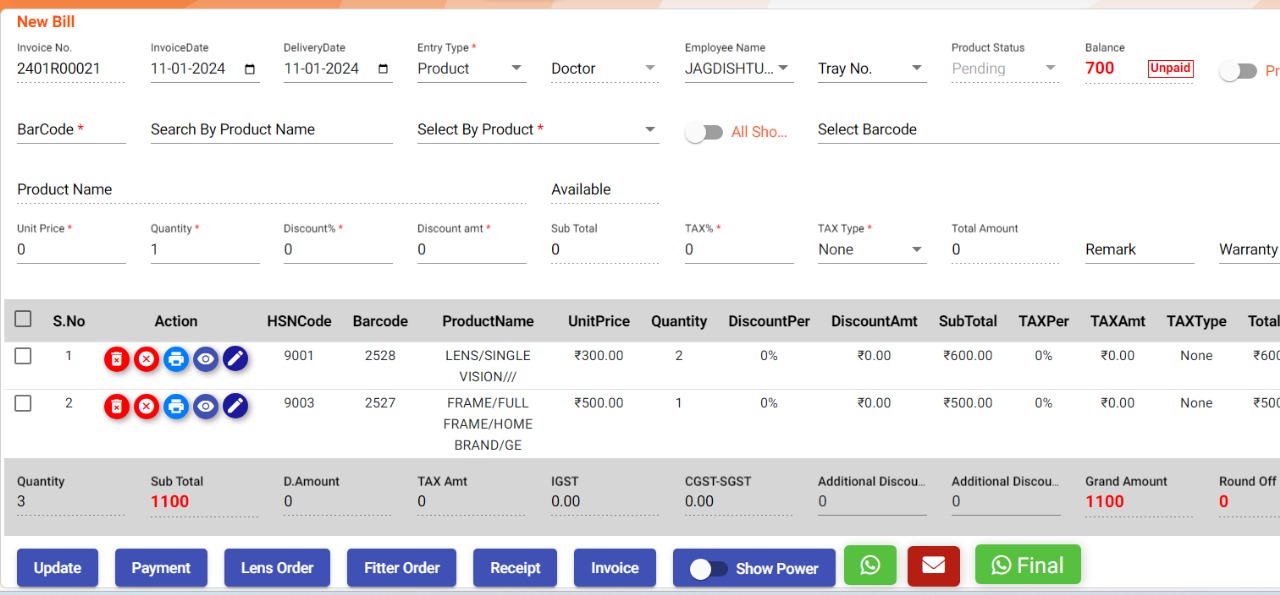 New Bill
Invoice No. InvoiceDate DeliveryDate Entry Type * Employee Name Product Status Balance
2401R00021 11-01-2024 11-01-2024 Product Doctor JAGDISHTU... Tray No. Pending 700 Unpaid Pr
BarCode * Search By Product Name Select By Product * All Sho... Select Barcode
Product Name Available
Unit Price * Quantity * Discount% * Discount amt * Sub Total TAX% * TAX Type * Total Amount
0 1 0 0 0 0 None 0 Remark Warranty
S.No Action HSNCode Barcode ProductName UnitPrice Quantity DiscountPer DiscountAmt SubTotal TAXPer TAXAmt TAXType Total
1 9001 2528 LENS/SINGLE ₹300.00 2 0% ₹0.00 ₹600.00 0% ₹0.00 None ₹600
VISION///
2 9003 2527 FRAME/FULL ₹500.00 1 0% ₹0.00 ₹500.00 0% ₹0.00 None ₹500
FRAME/HOME
BRAND/GE
Quantity Sub Total D.Amount TAX Amt IGST CGST-SGST Additional Discou... Additional Discou... Grand Amount Round Off
3 1100 0 0 0.00 0.00 0 0 1100 0
Update Payment Lens Order Fitter Order Receipt Invoice Show Power Final